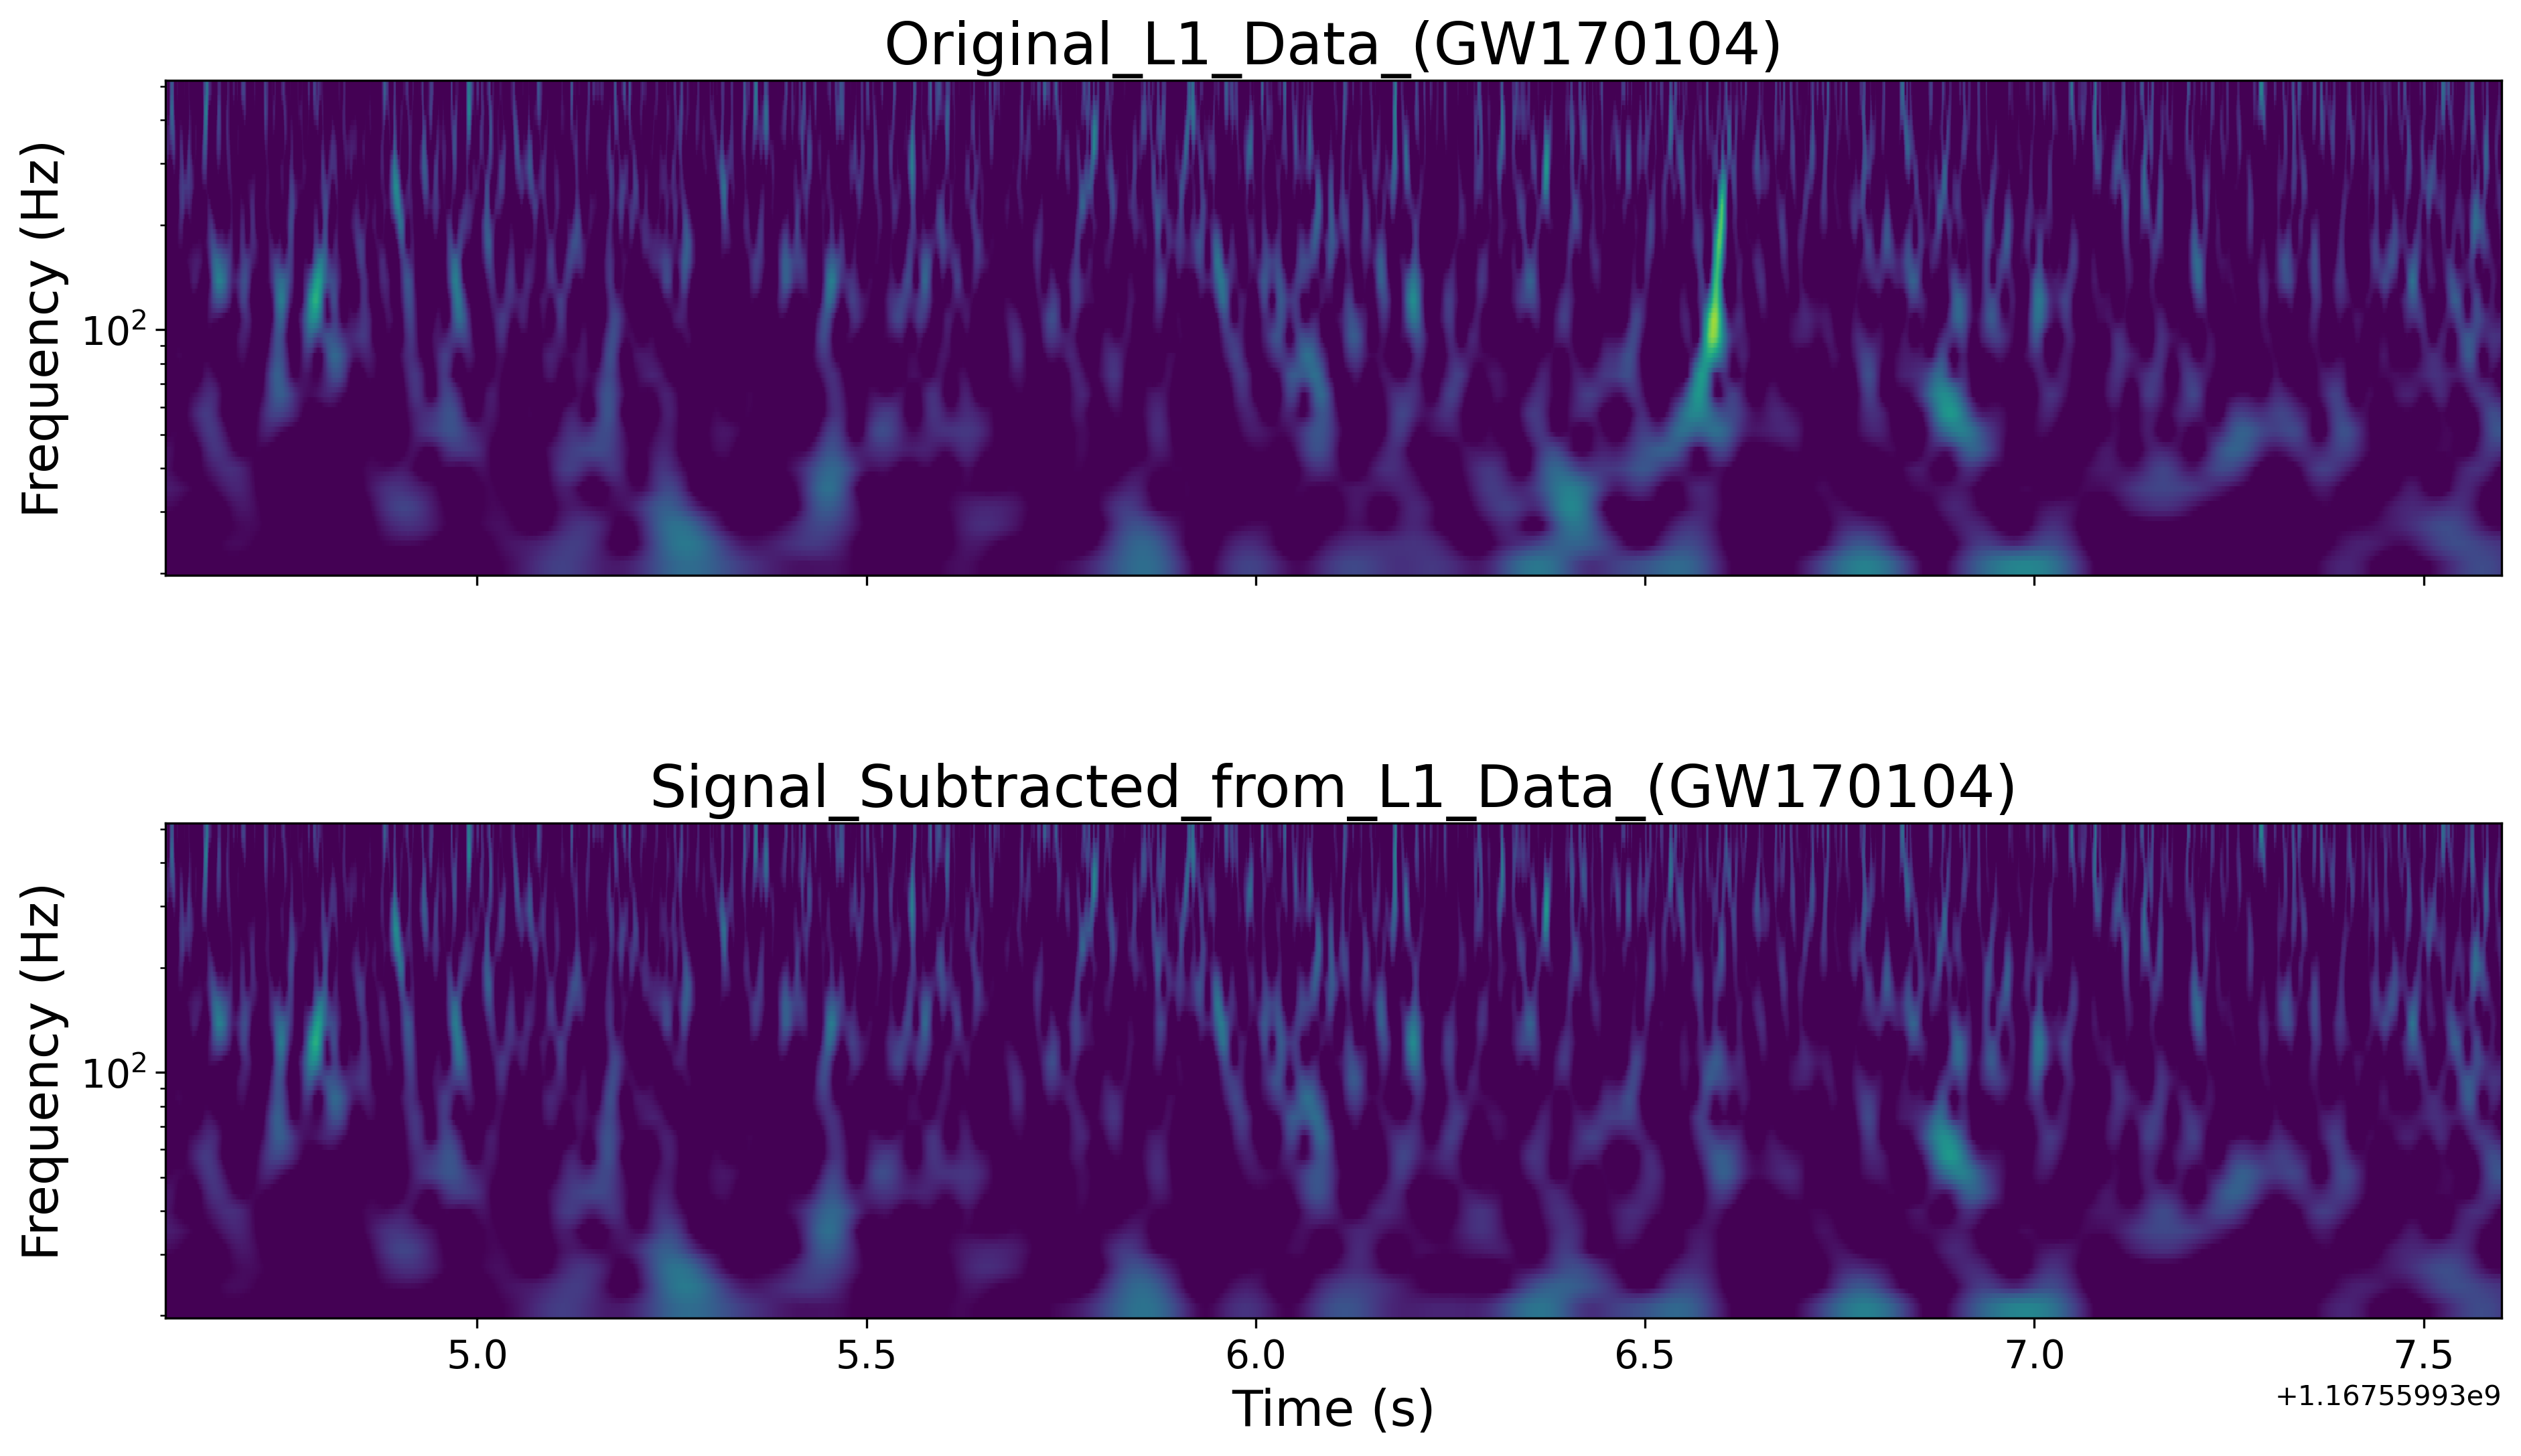 Original_L1_Data_(GW170104)
Frequency (Hz)
10²
Signal_Subtracted_from_L1_Data_(GW170104)
Frequency (Hz)
10²
5.0 5.5 6.0 6.5 7.0 7.5
Time (s)
+1.16755993e9